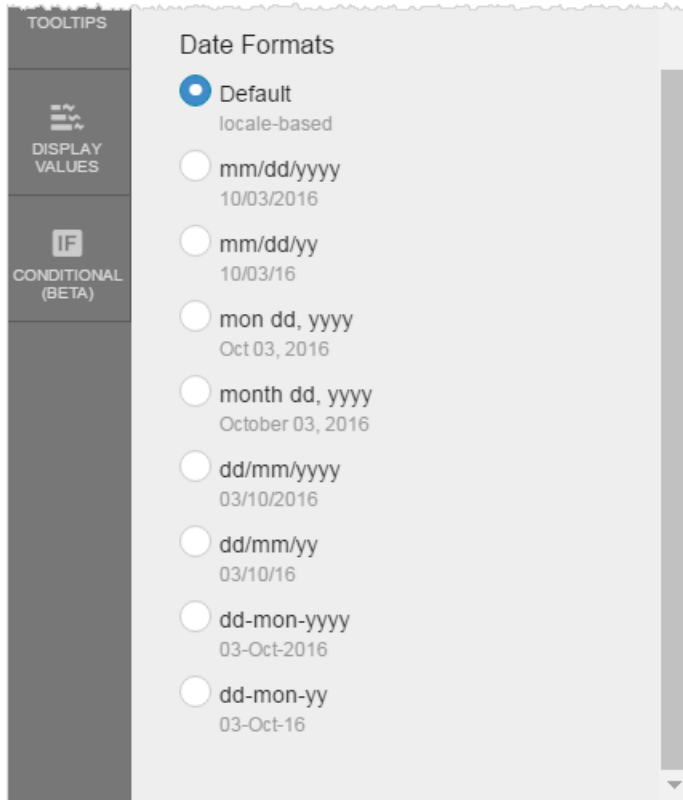 TOOLTIPS
DISPLAY
VALUES
IF
CONDITIONAL
(BETA)
Date Formats
Default
locale-based
mm/dd/yyyy
10/03/2016
mm/dd/yy
10/03/16
mon dd, yyyy
Oct 03, 2016
month dd, yyyy
October 03, 2016
dd/mm/yyyy
03/10/2016
dd/mm/yy
03/10/16
dd-mon-yyyy
03-Oct-2016
dd-mon-yy
03-Oct-16